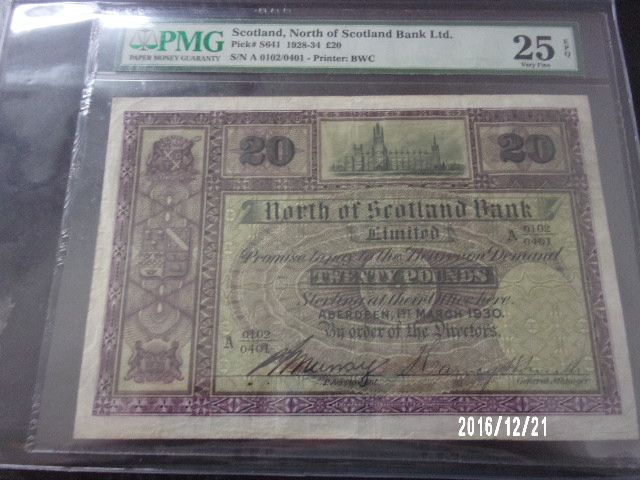 PMG
PAPER MONEY GUARANTY
Scotland, North of Scotland Bank Ltd.
Pick# S641 1928-34 £20
S/N A 0102/0401 - Printer: BWC
25 EPQ
Very Fine
20
20
North of Scotland Bank
Limited
A 0102
0401
Promise to pay to the Bearer on Demand
TWENTY POUNDS
Sterling at their Office here.
ABERDEEN, 1ST MARCH 1930.
By order of the Directors.
A 0102
0401
General Manager
2016/12/21